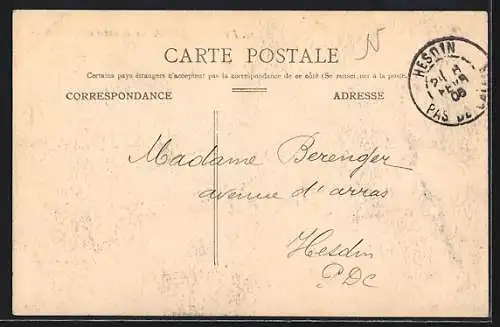 N
CARTE POSTALE
Certains pays étrangers n'acceptent pas la correspondance de ce côté (Se renseigner à la poste)
CORRESPONDANCE
ADRESSE
HESDIN
PAS DE CALAIS
Madame Berenger
avenue d'arras
Hesdin
P.D.C